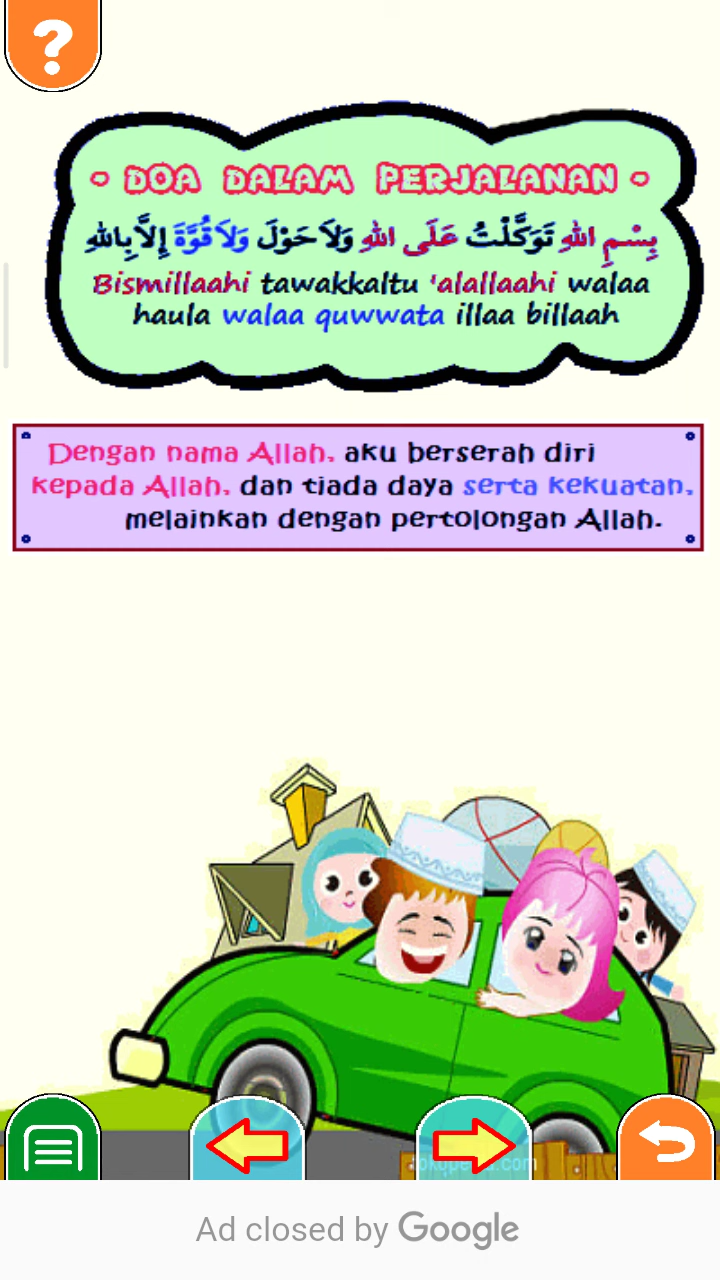 ?
- DOA DALAM PERJALANAN -
بِسْمِ اللهِ تَوَكَّلْتُ عَلَى اللهِ وَلاَ حَوْلَ وَلاَ قُوَّةَ إِلاَّ بِاللهِ
Bismillaahi tawakkaltu 'alallaahi walaa
haula walaa quwwata illaa billaah
Dengan nama Allah, aku berserah diri
kepada Allah, dan tiada daya serta kekuatan,
melainkan dengan pertolongan Allah.
Ad closed by Google